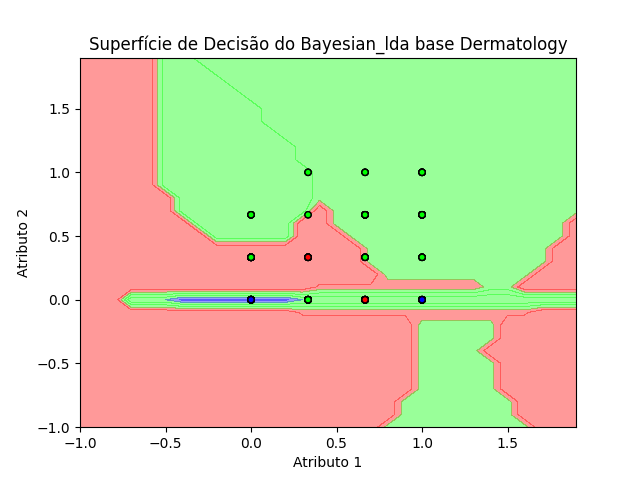 Superfície de Decisão do Bayesian_lda base Dermatology
1.5
1.0
0.5
0.0
−0.5
−1.0
Atributo 2
−1.0 −0.5 0.0 0.5 1.0 1.5
Atributo 1